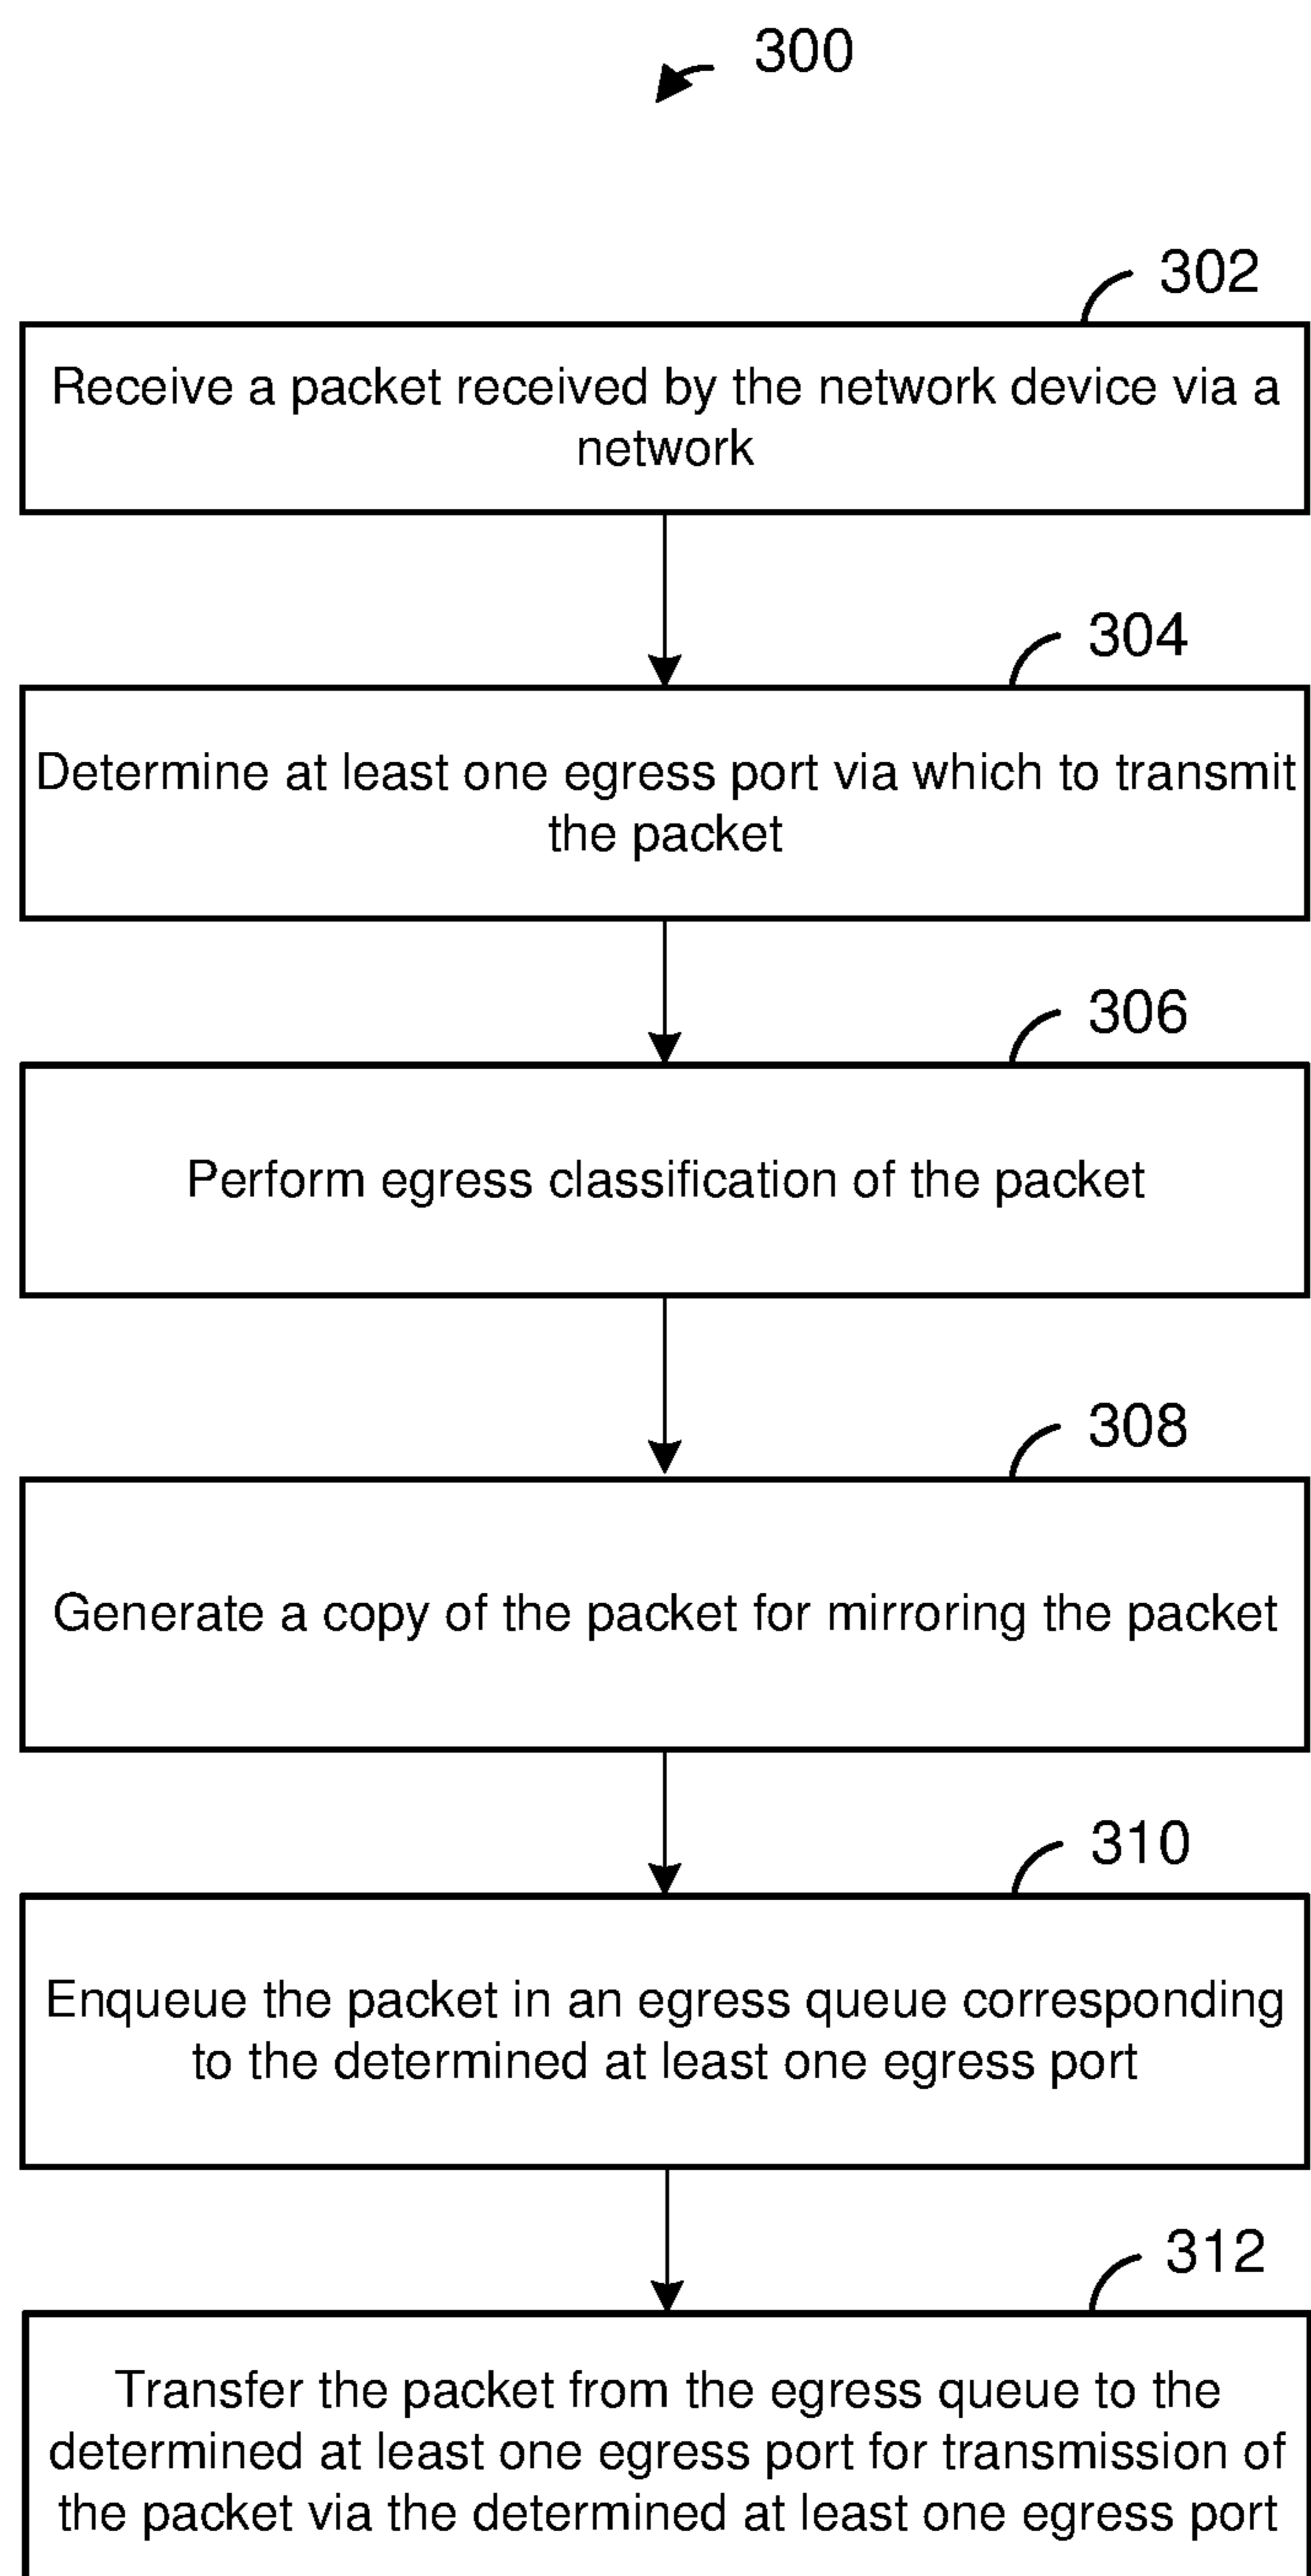 300
302
Receive a packet received by the network device via a
network
304
Determine at least one egress port via which to transmit
the packet
306
Perform egress classification of the packet
308
Generate a copy of the packet for mirroring the packet
310
Enqueue the packet in an egress queue corresponding
to the determined at least one egress port
312
Transfer the packet from the egress queue to the
determined at least one egress port for transmission of
the packet via the determined at least one egress port